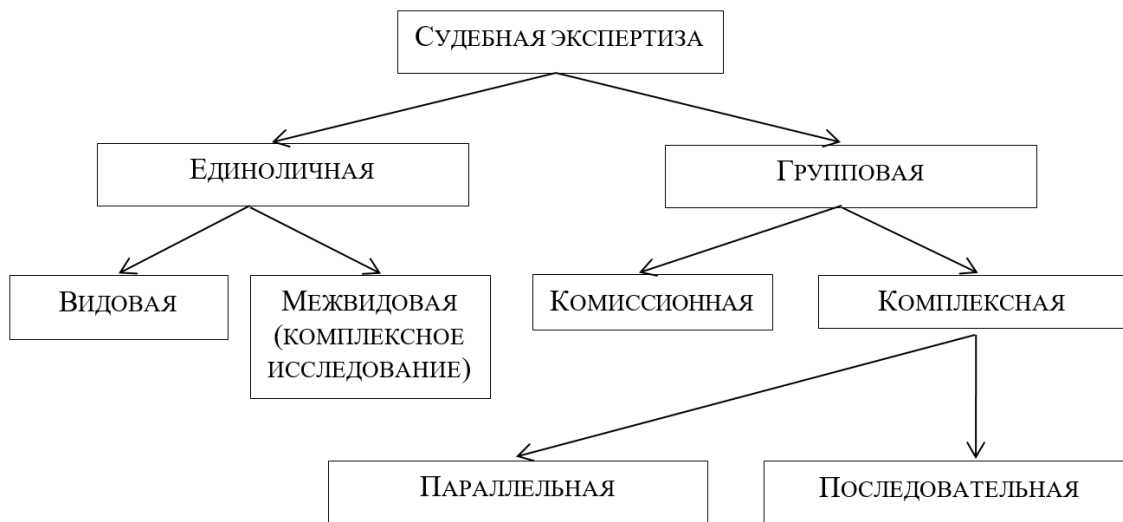 СУДЕБНАЯ ЭКСПЕРТИЗА
ЕДИНОЛИЧНАЯ
ГРУППОВАЯ
ВИДОВАЯ
МЕЖВИДОВАЯ
(КОМПЛЕКСНОЕ
ИССЛЕДОВАНИЕ)
КОМИССИОННАЯ
КОМПЛЕКСНАЯ
ПАРАЛЛЕЛЬНАЯ
ПОСЛЕДОВАТЕЛЬНАЯ